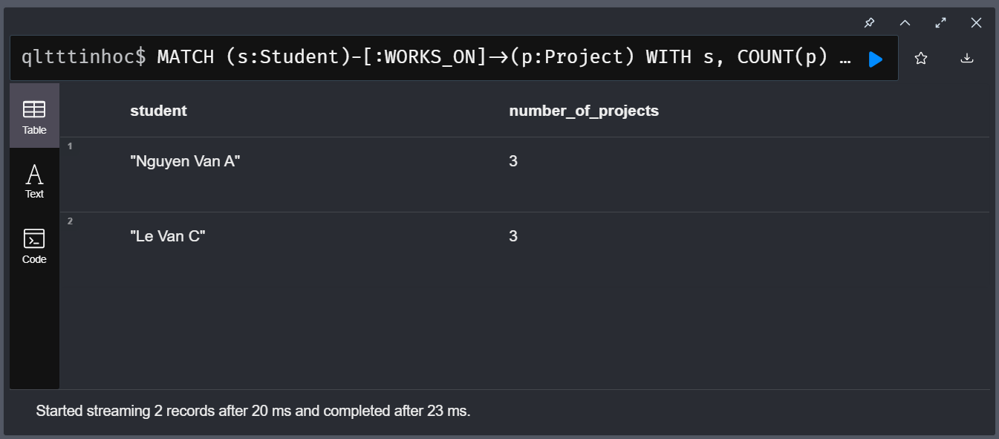 qltttinhoc$ MATCH (s:Student)-[:WORKS_ON]→(p:Project) WITH s, COUNT(p) …
Table
student number_of_projects
1
"Nguyen Van A" 3
Text
2
"Le Van C" 3
Code
Started streaming 2 records after 20 ms and completed after 23 ms.